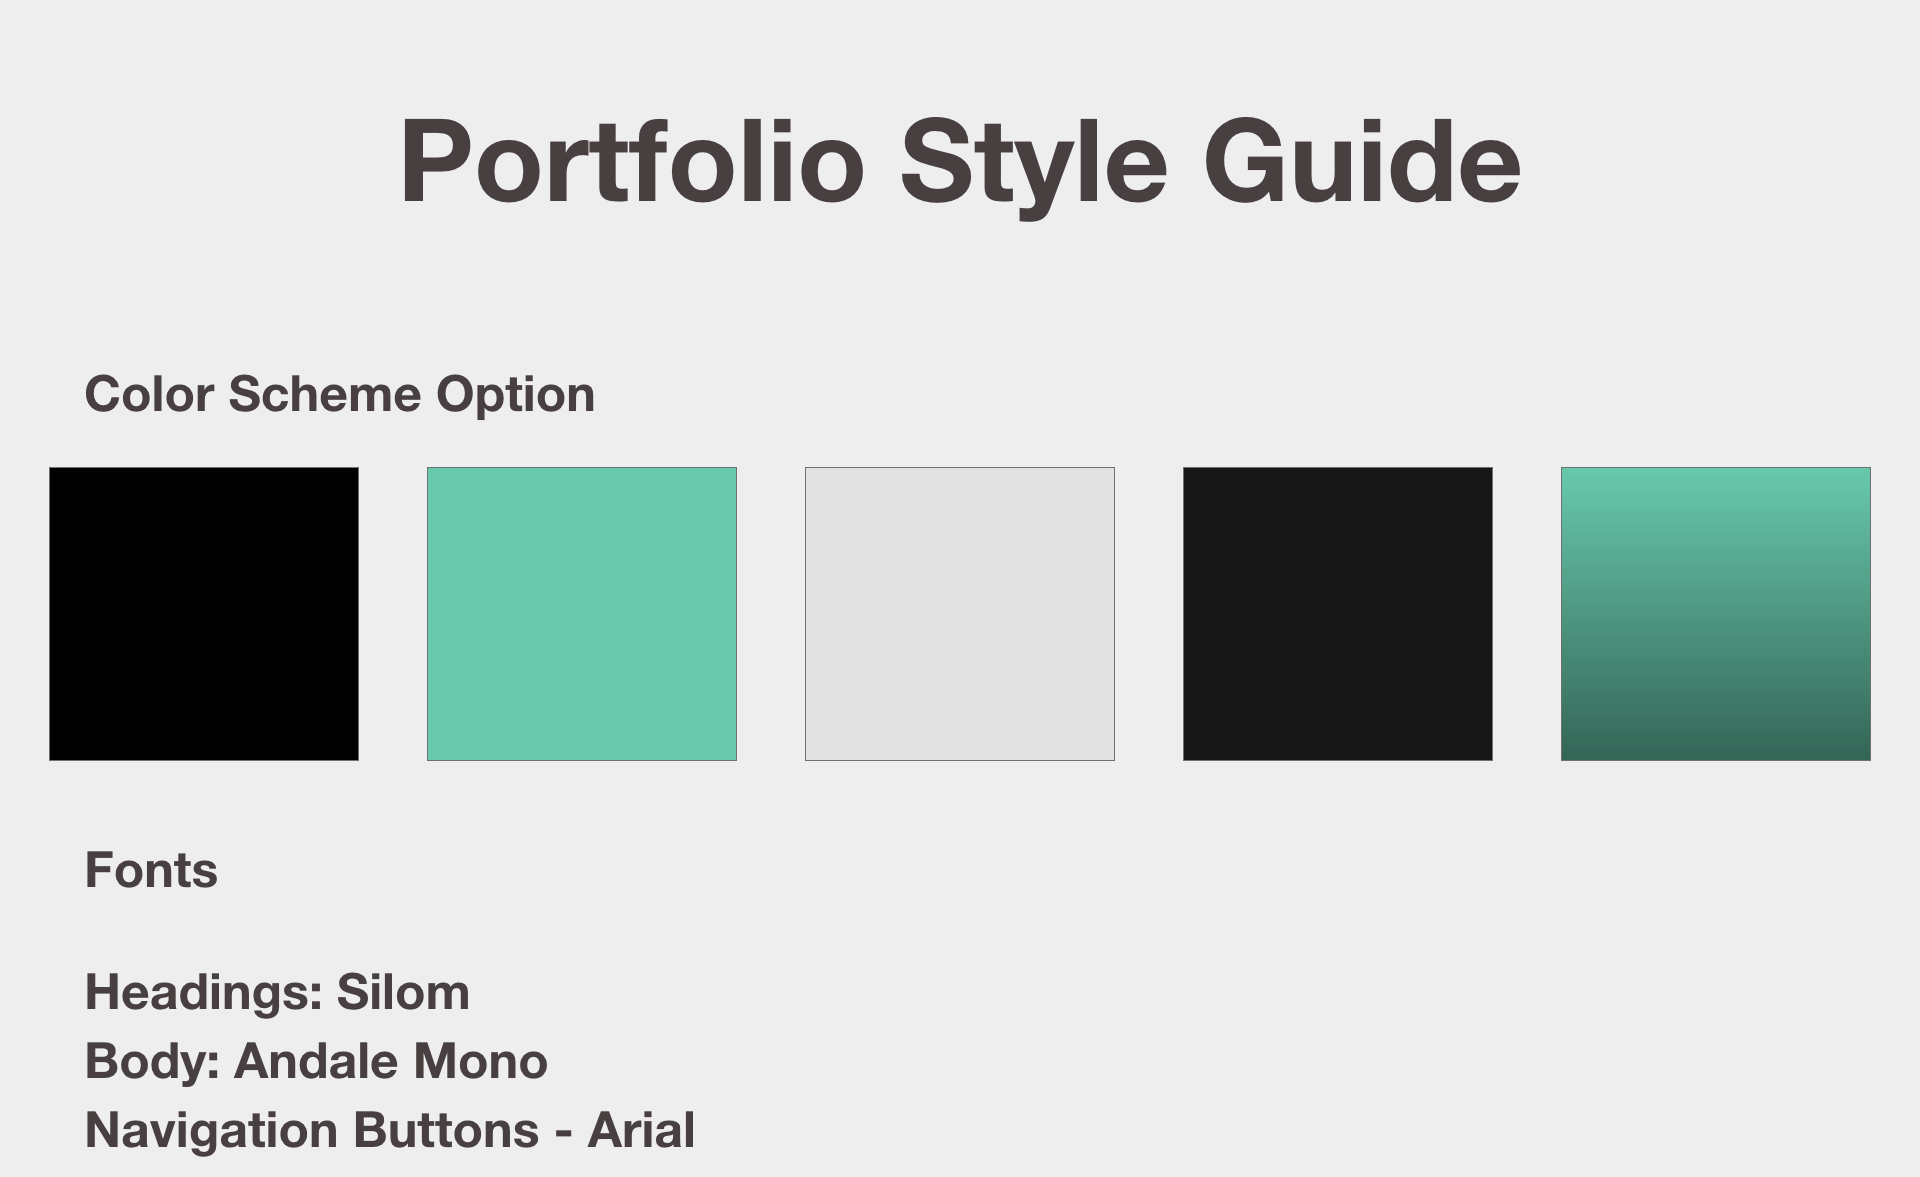 Portfolio Style Guide
Color Scheme Option
Fonts
Headings: Silom
Body: Andale Mono
Navigation Buttons - Arial